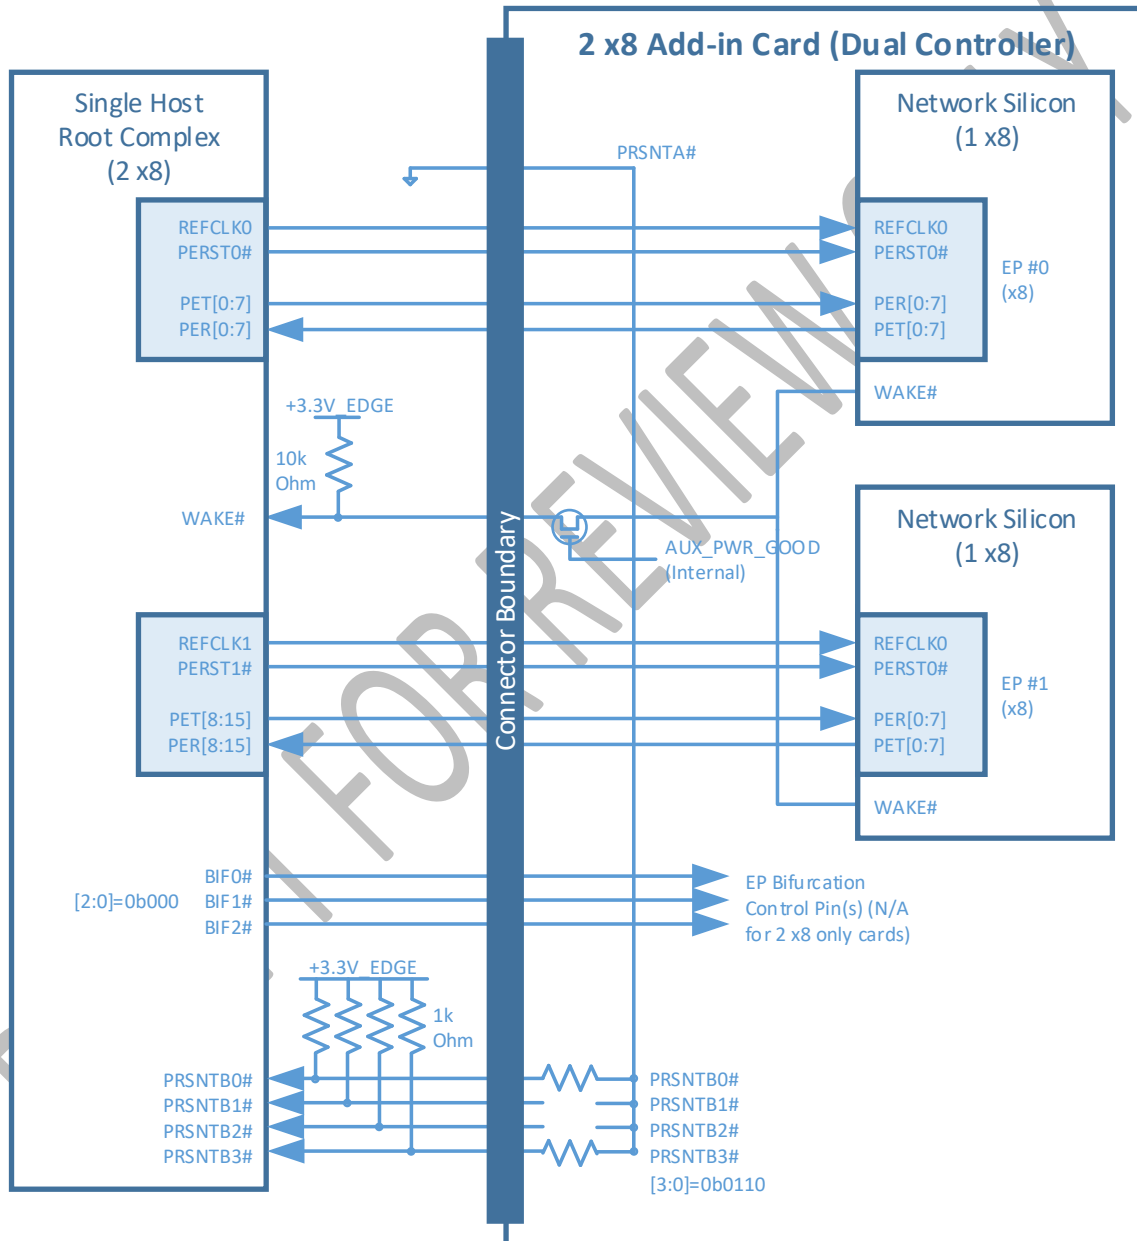 2 x8 Add-in Card (Dual Controller)
Single Host
Root Complex
(2 x8)
Network Silicon
(1 x8)
PRSNTA#
REFCLK0
PERST0#
PET[0:7]
PER[0:7]
REFCLK0
PERST0#
PER[0:7]
PET[0:7]
EP #0
(x8)
WAKE#
+3.3V_EDGE
10k
Ohm
WAKE#
Connector Boundary
AUX_PWR_GOOD
(Internal)
Network Silicon
(1 x8)
REFCLK1
PERST1#
PET[8:15]
PER[8:15]
REFCLK0
PERST0#
PER[0:7]
PET[0:7]
EP #1
(x8)
WAKE#
[2:0]=0b000
BIF0#
BIF1#
BIF2#
EP Bifurcation
Control Pin(s) (N/A
for 2 x8 only cards)
+3.3V_EDGE
1k
Ohm
PRSNTB0#
PRSNTB1#
PRSNTB2#
PRSNTB3#
PRSNTB0#
PRSNTB1#
PRSNTB2#
PRSNTB3#
[3:0]=0b0110
FOR REVIEW